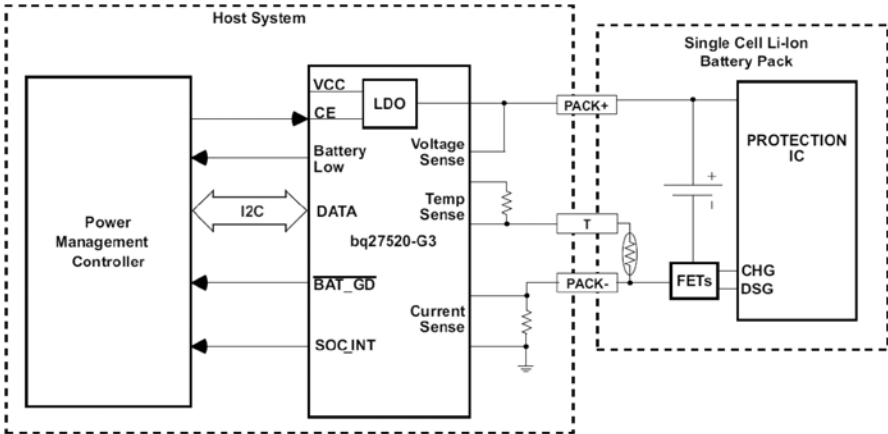 Host System
Single Cell Li-Ion
Battery Pack
VCC
LDO
CE
PACK+
Battery
Low
Voltage
Sense
PROTECTION
IC
+
–
Temp
Sense
I2C
DATA
Power
Management
Controller
bq27520-G3
T
BAT_GD
PACK-
FETs
CHG
DSG
Current
Sense
SOC_INT